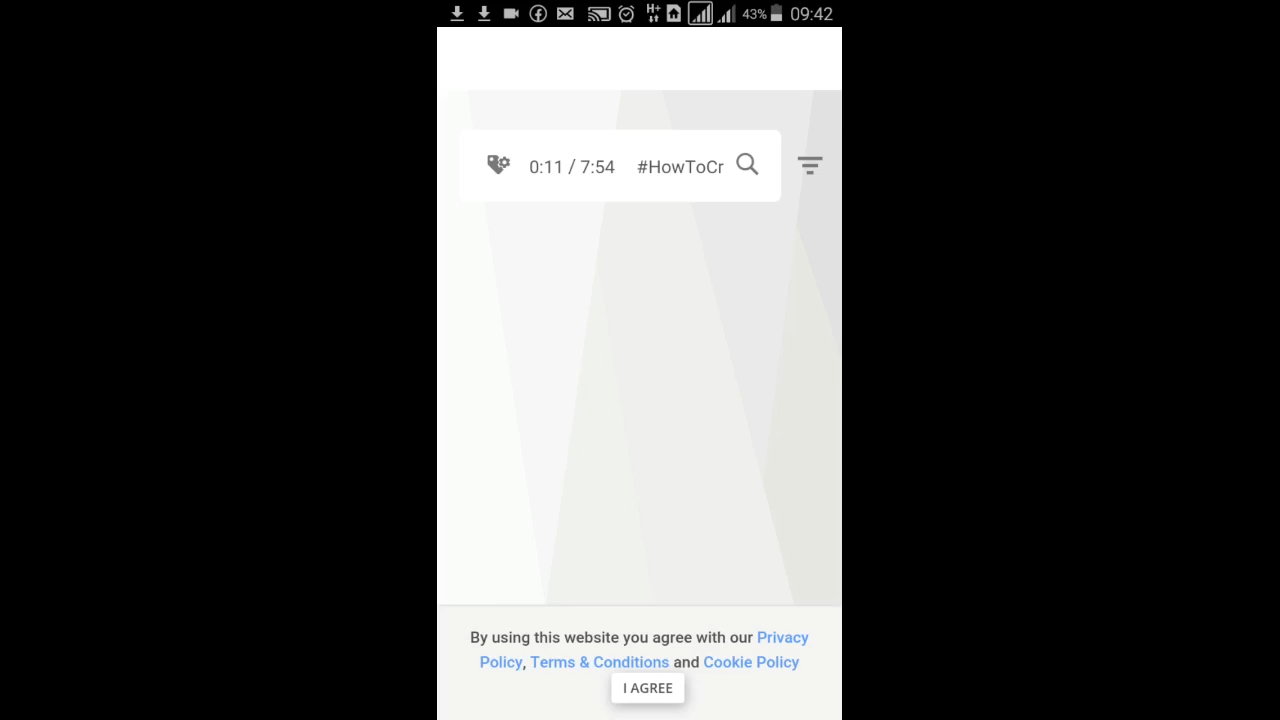 H+ 43% 09:42
0:11 / 7:54 #HowToCr
By using this website you agree with our Privacy
Policy, Terms & Conditions and Cookie Policy
I AGREE